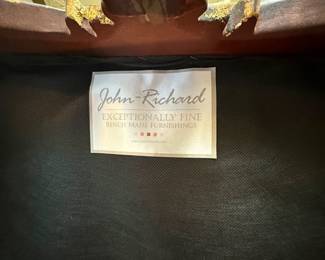 John-Richard
EXCEPTIONALLY FINE
BENCH MADE FURNISHINGS